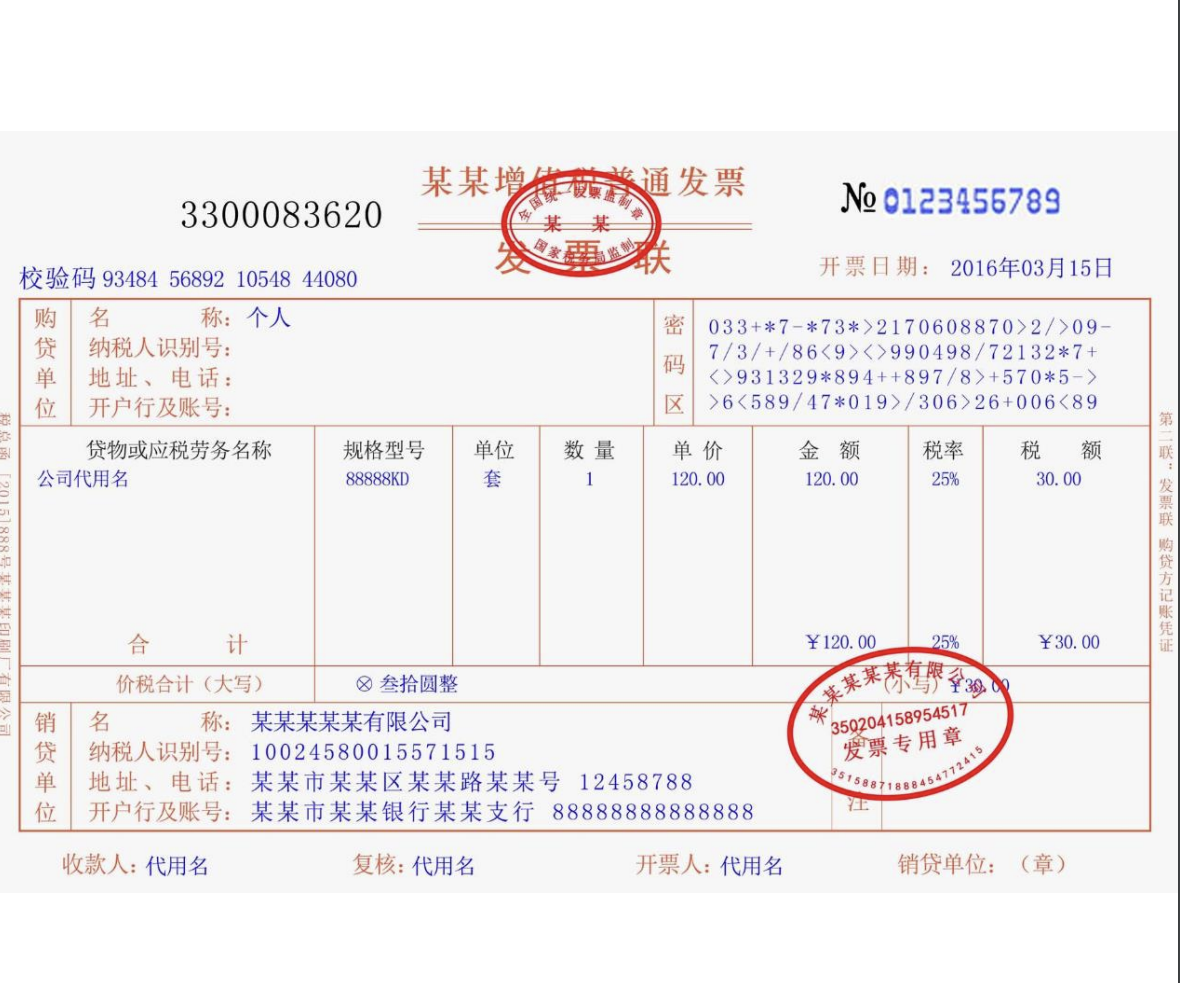 某某增值税普通发票
3300083620
№ 0123456789
全国统一发票监制章
某 某
国家税务局监制
发票联
校验码 93484 56892 10548 44080
开票日期： 2016年03月15日
购贷单位
名 称：个人
纳税人识别号：
地址、电话：
开户行及账号：
密码区
033+*7-*73*>2170608870>2/>09-
7/3/+/86<9><>990498/72132*7+
<>931329*894++897/8>+570*5->
>6<589/47*019>/306>26+006<89
贷物或应税劳务名称 规格型号 单位 数 量 单 价 金 额 税率 税 额
公司代用名 88888KD 套 1 120.00 120.00 25% 30.00
合 计 ￥120.00 25% ￥30.00
价税合计（大写） ⊗ 叁拾圆整 （小写）￥30.00
销贷单位
名 称：某某某某某有限公司
纳税人识别号：10024580015571515
地址、电话：某某市某某区某某路某某号 12458788
开户行及账号：某某市某某银行某某支行 88888888888888
备注
某某某某某有限公司
350204158954517
发票专用章
35158871888454772415
收款人：代用名 复核：代用名 开票人：代用名 销贷单位：（章）
第二联：发票联 购贷方记账凭证
[2015]888号某某某印刷厂有限公司